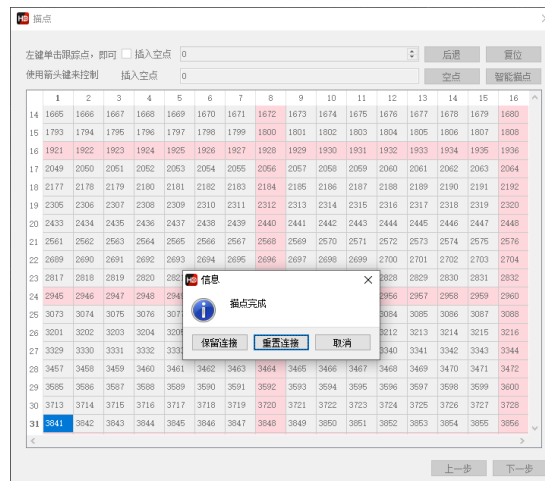 HD 描点
左键单击跟踪点，即可 插入空点 0 后退 复位
使用箭头键来控制 插入空点 0 空点 智能描点
1 2 3 4 5 6 7 8 9 10 11 12 13 14 15 16
14 1665 1666 1667 1668 1669 1670 1671 1672 1673 1674 1675 1676 1677 1678 1679 1680
15 1793 1794 1795 1796 1797 1798 1799 1800 1801 1802 1803 1804 1805 1806 1807 1808
16 1921 1922 1923 1924 1925 1926 1927 1928 1929 1930 1931 1932 1933 1934 1935 1936
17 2049 2050 2051 2052 2053 2054 2055 2056 2057 2058 2059 2060 2061 2062 2063 2064
18 2177 2178 2179 2180 2181 2182 2183 2184 2185 2186 2187 2188 2189 2190 2191 2192
19 2305 2306 2307 2308 2309 2310 2311 2312 2313 2314 2315 2316 2317 2318 2319 2320
20 2433 2434 2435 2436 2437 2438 2439 2440 2441 2442 2443 2444 2445 2446 2447 2448
21 2561 2562 2563 2564 2565 2566 2567 2568 2569 2570 2571 2572 2573 2574 2575 2576
22 2689 2690 2691 2692 2693 2694 2695 2696 2697 2698 2699 2700 2701 2702 2703 2704
23 2817 2818 2819 2820 282 信息 2828 2829 2830 2831 2832
24 2945 2946 2947 2948 294 2956 2957 2958 2959 2960
描点完成
25 3073 3074 3075 3076 307 3084 3085 3086 3087 3088
26 3201 3202 3203 3204 320 3212 3213 3214 3215 3216
保留连接 重置连接 取消
27 3329 3330 3331 3332 333 3340 3341 3342 3343 3344
28 3457 3458 3459 3460 3461 3462 3463 3464 3465 3466 3467 3468 3469 3470 3471 3472
29 3585 3586 3587 3588 3589 3590 3591 3592 3593 3594 3595 3596 3597 3598 3599 3600
30 3713 3714 3715 3716 3717 3718 3719 3720 3721 3722 3723 3724 3725 3726 3727 3728
31 3841 3842 3843 3844 3845 3846 3847 3848 3849 3850 3851 3852 3853 3854 3855 3856
上一步 下一步